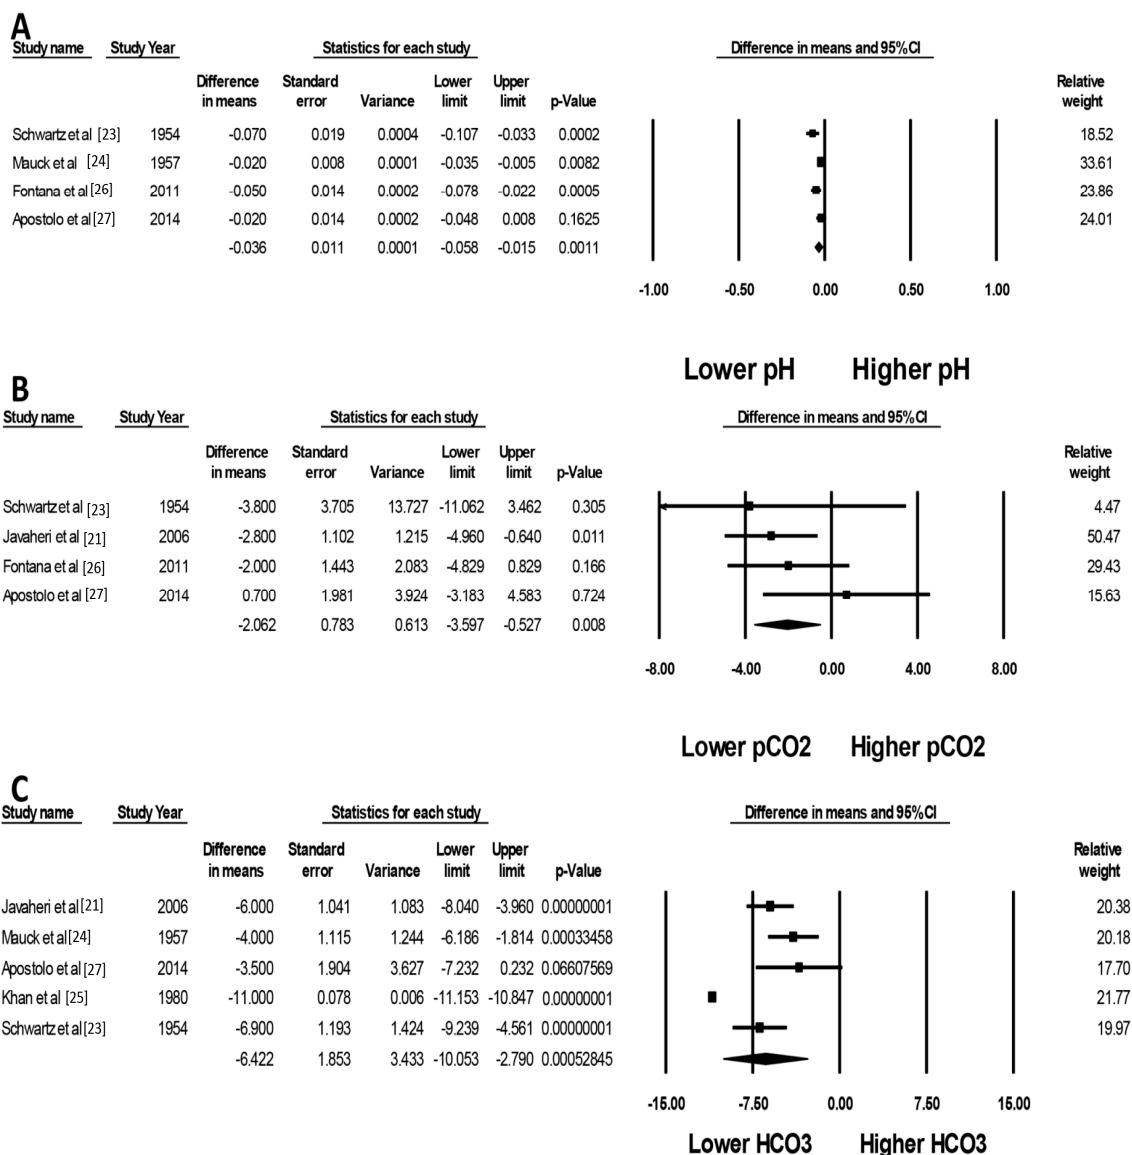 A
Study name Study Year Statistics for each study Difference in means and 95%CI
Difference in means Standard error Variance Lower limit Upper limit p-Value Relative weight
Schwartz et al [23] 1954 -0.070 0.019 0.0004 -0.107 -0.033 0.0002 18.52
Mauck et al [24] 1957 -0.020 0.008 0.0001 -0.035 -0.005 0.0082 33.61
Fontana et al [26] 2011 -0.050 0.014 0.0002 -0.078 -0.022 0.0005 23.86
Apostolo et al [27] 2014 -0.020 0.014 0.0002 -0.048 0.008 0.1625 24.01
-0.036 0.011 0.0001 -0.058 -0.015 0.0011
-1.00 -0.50 0.00 0.50 1.00
Lower pH Higher pH
B
Study name Study Year Statistics for each study Difference in means and 95%CI
Difference in means Standard error Variance Lower limit Upper limit p-Value Relative weight
Schwartz et al [23] 1954 -3.800 3.705 13.727 -11.062 3.462 0.305 4.47
Javaheri et al [21] 2006 -2.800 1.102 1.215 -4.960 -0.640 0.011 50.47
Fontana et al [26] 2011 -2.000 1.443 2.083 -4.829 0.829 0.166 29.43
Apostolo et al [27] 2014 0.700 1.981 3.924 -3.183 4.583 0.724 15.63
-2.062 0.783 0.613 -3.597 -0.527 0.008
-8.00 -4.00 0.00 4.00 8.00
Lower pCO2 Higher pCO2
C
Study name Study Year Statistics for each study Difference in means and 95%CI
Difference in means Standard error Variance Lower limit Upper limit p-Value Relative weight
Javaheri et al [21] 2006 -6.000 1.041 1.083 -8.040 -3.960 0.00000001 20.38
Mauck et al [24] 1957 -4.000 1.115 1.244 -6.186 -1.814 0.00033458 20.18
Apostolo et al [27] 2014 -3.500 1.904 3.627 -7.232 0.232 0.06607569 17.70
Khan et al [25] 1980 -11.000 0.078 0.006 -11.153 -10.847 0.00000001 21.77
Schwartz et al [23] 1954 -6.900 1.193 1.424 -9.239 -4.561 0.00000001 19.97
-6.422 1.853 3.433 -10.053 -2.790 0.00052845
-15.00 -7.50 0.00 7.50 15.00
Lower HCO3 Higher HCO3